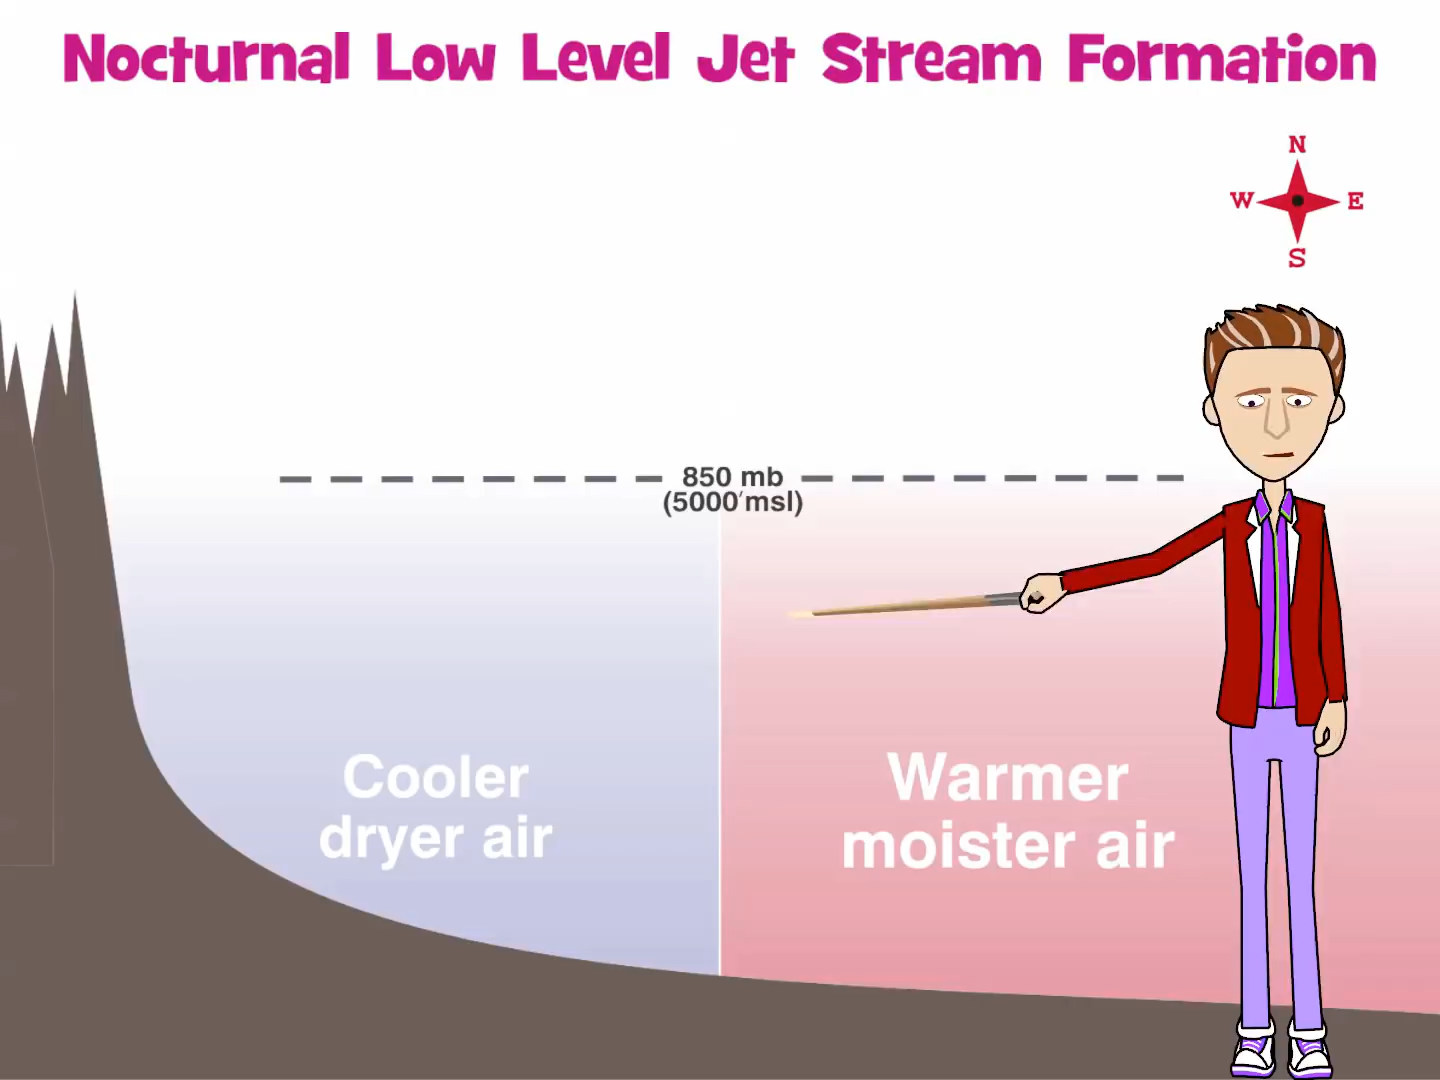 Nocturnal Low Level Jet Stream Formation
N
W E
S
850 mb
(5000'msl)
Cooler
dryer air
Warmer
moister air